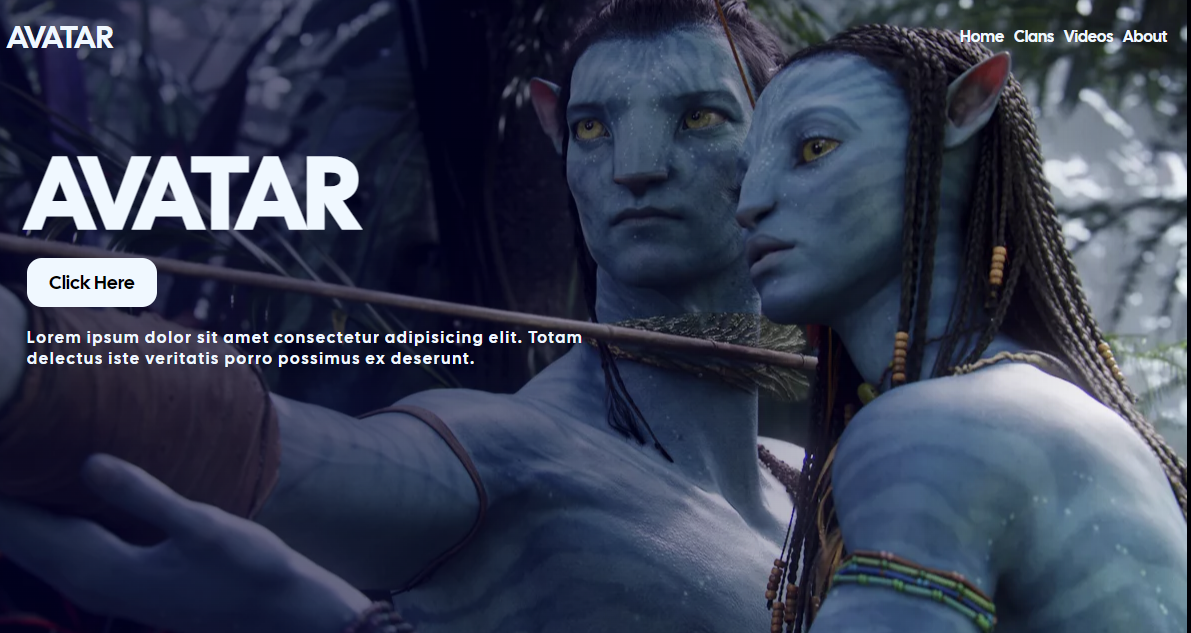 AVATAR
Home Clans Videos About
AVATAR
Click Here
Lorem ipsum dolor sit amet consectetur adipisicing elit. Totam
delectus iste veritatis porro possimus ex deserunt.